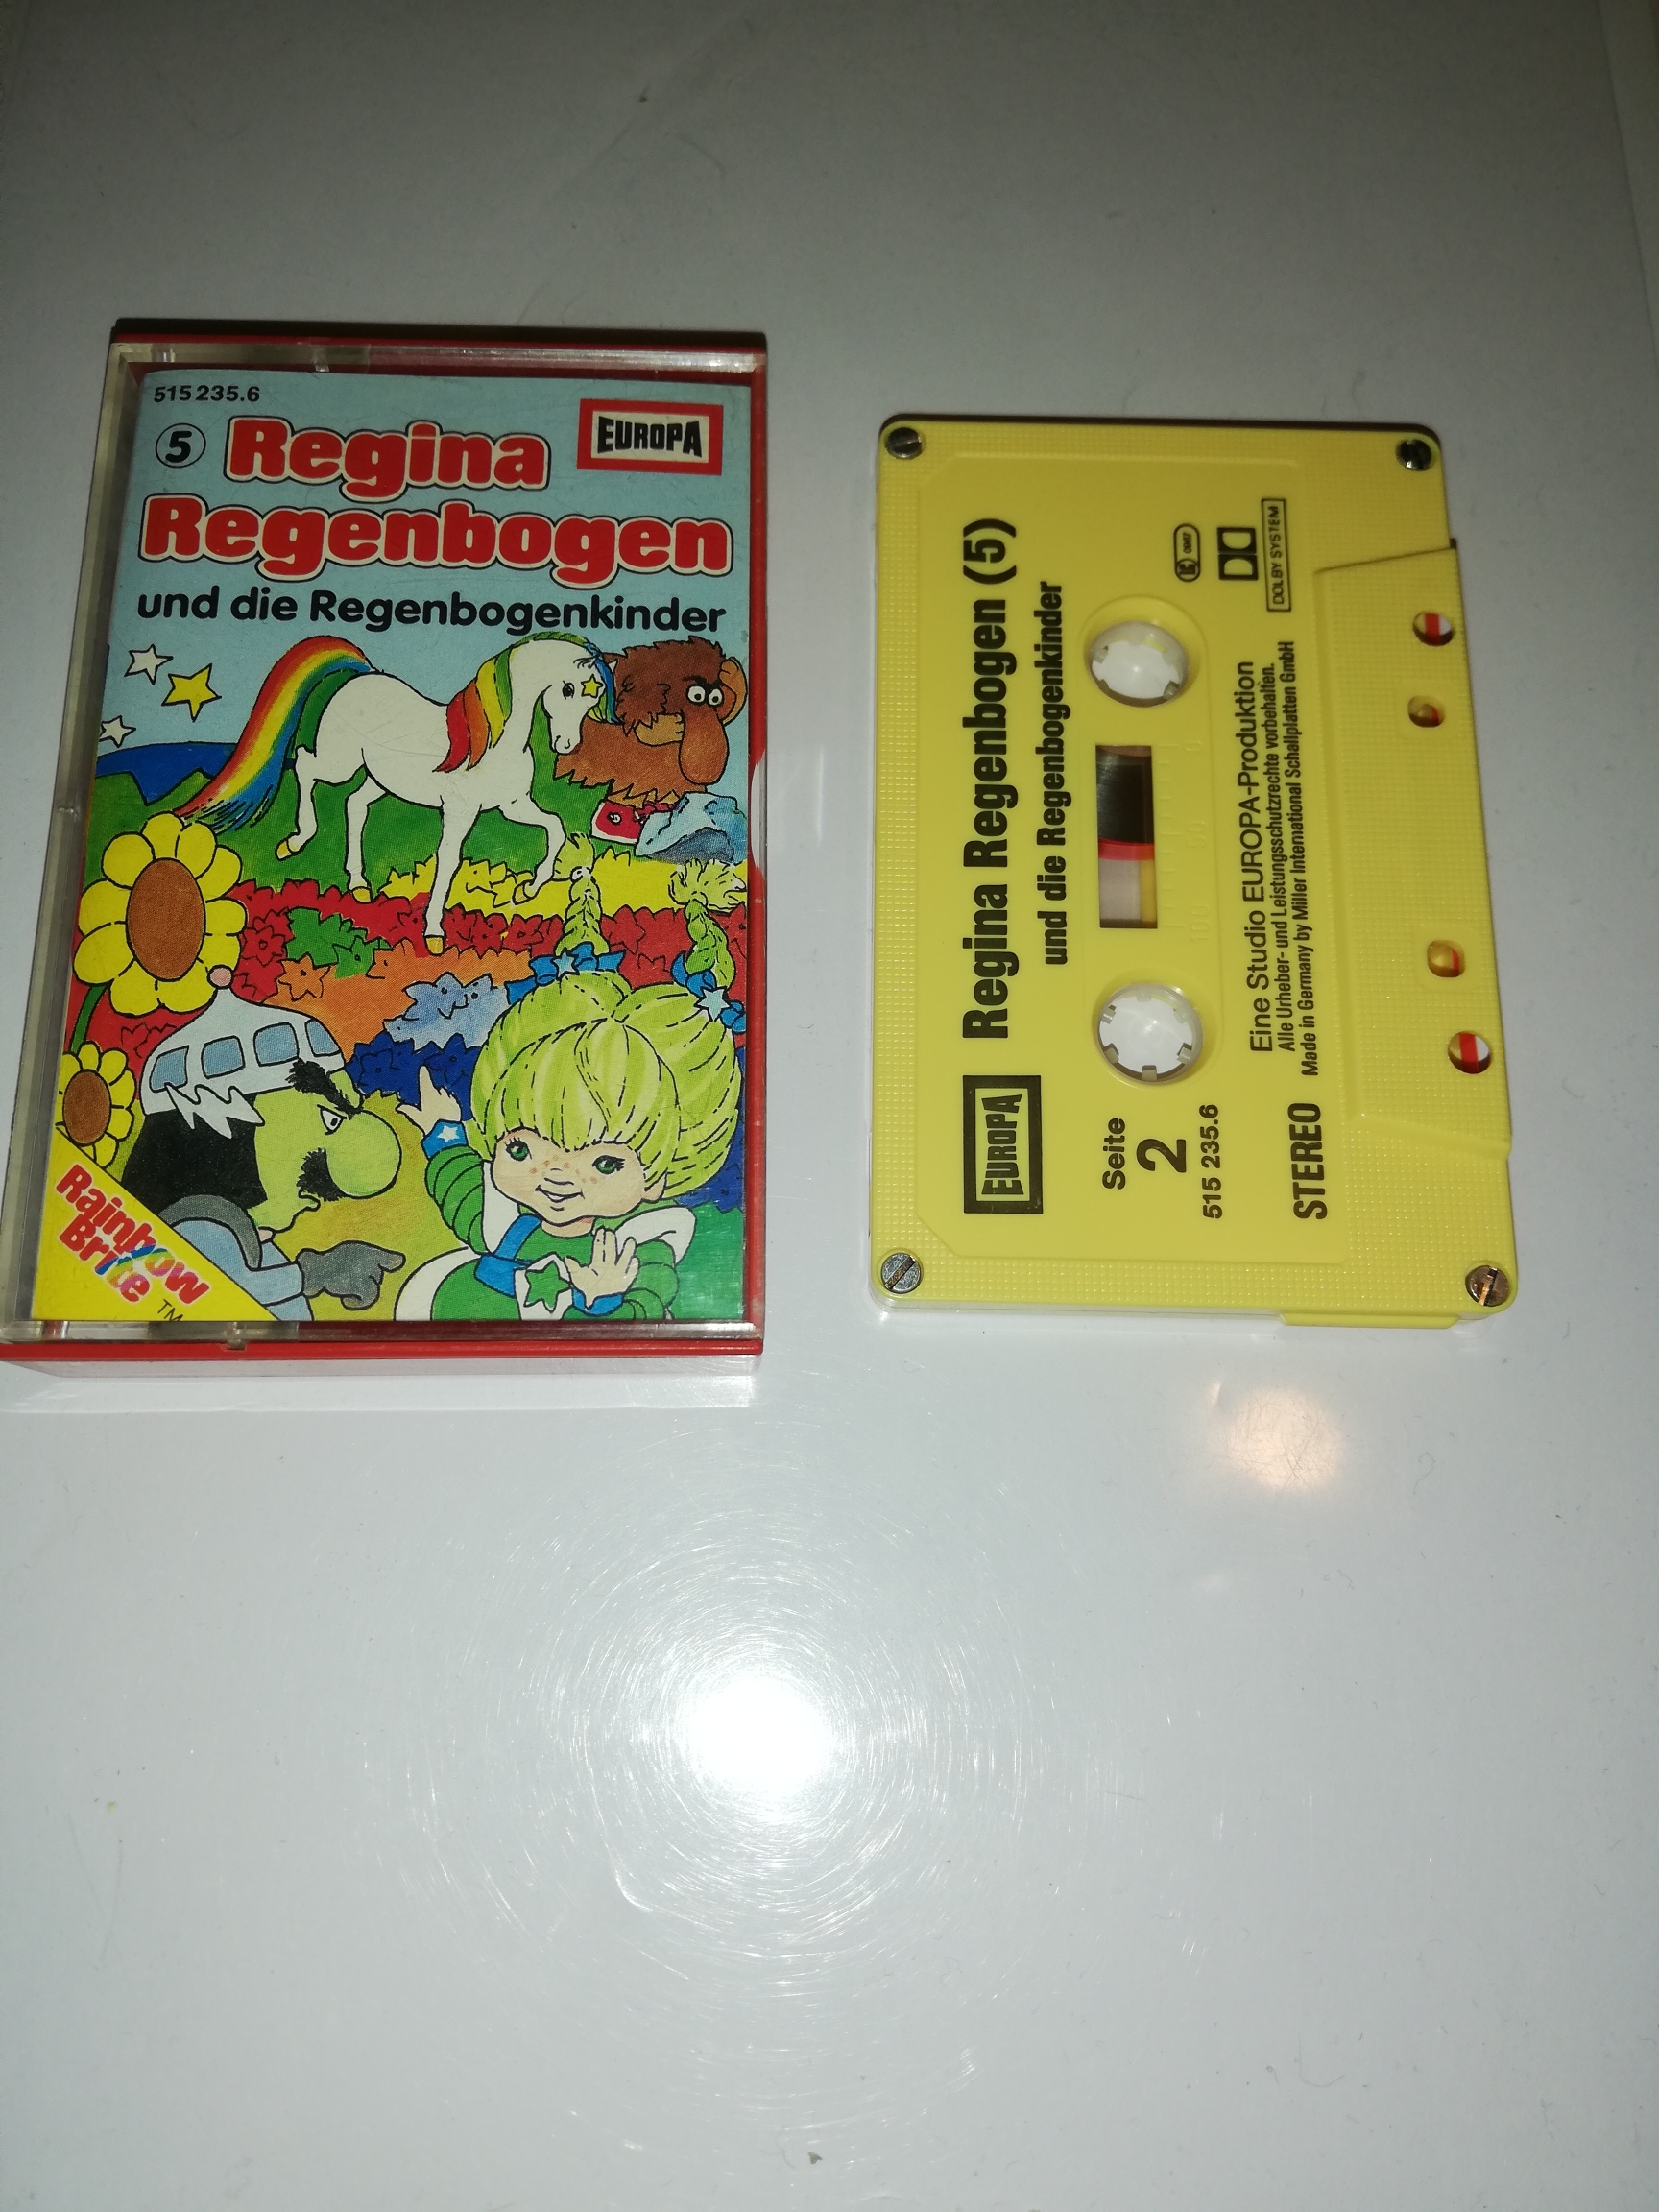 515 235.6
5
Regina
EUROPA
Regenbogen
und die Regenbogenkinder
Rainbow
Brite
TM
EUROPA
Regina Regenbogen (5)
und die Regenbogenkinder
Seite
2
515 235.6
DOLBY SYSTEM
STEREO
Eine Studio EUROPA-Produktion
Alle Urheber- und Leistungsschutzrechte vorbehalten.
Made in Germany by Miller International Schallplatten GmbH